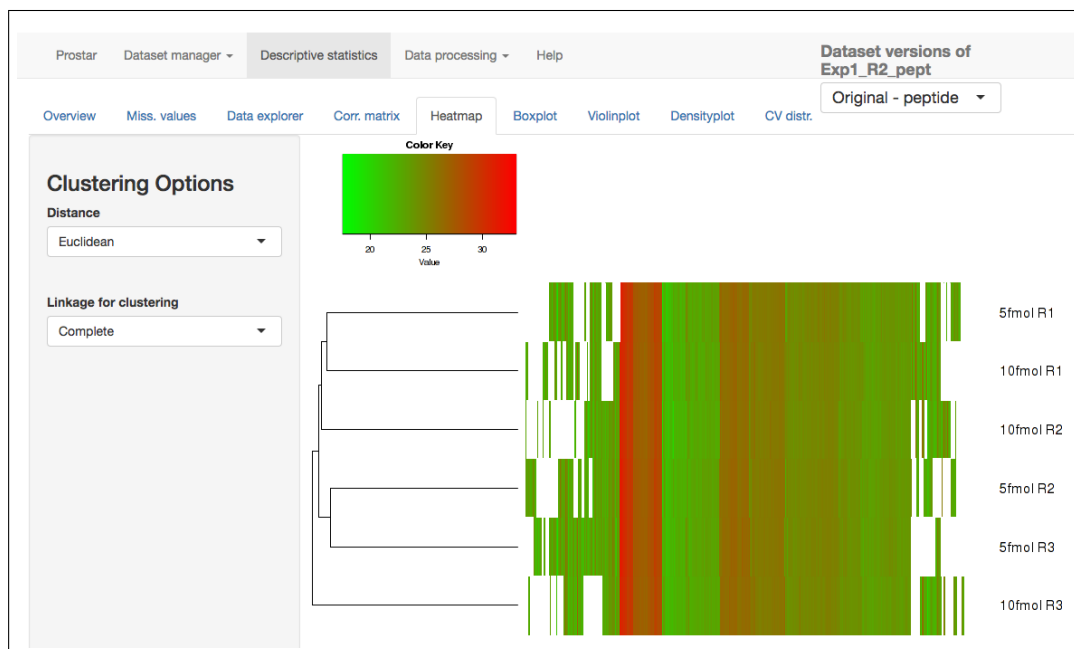 Prostar Dataset manager Descriptive statistics Data processing Help
Dataset versions of
Exp1_R2_pept
Original - peptide
Overview Miss. values Data explorer Corr. matrix Heatmap Boxplot Violinplot Densityplot CV distr.
Color Key
20 25 30
Value
Clustering Options
Distance
Euclidean
Linkage for clustering
Complete
5fmol R1
10fmol R1
10fmol R2
5fmol R2
5fmol R3
10fmol R3